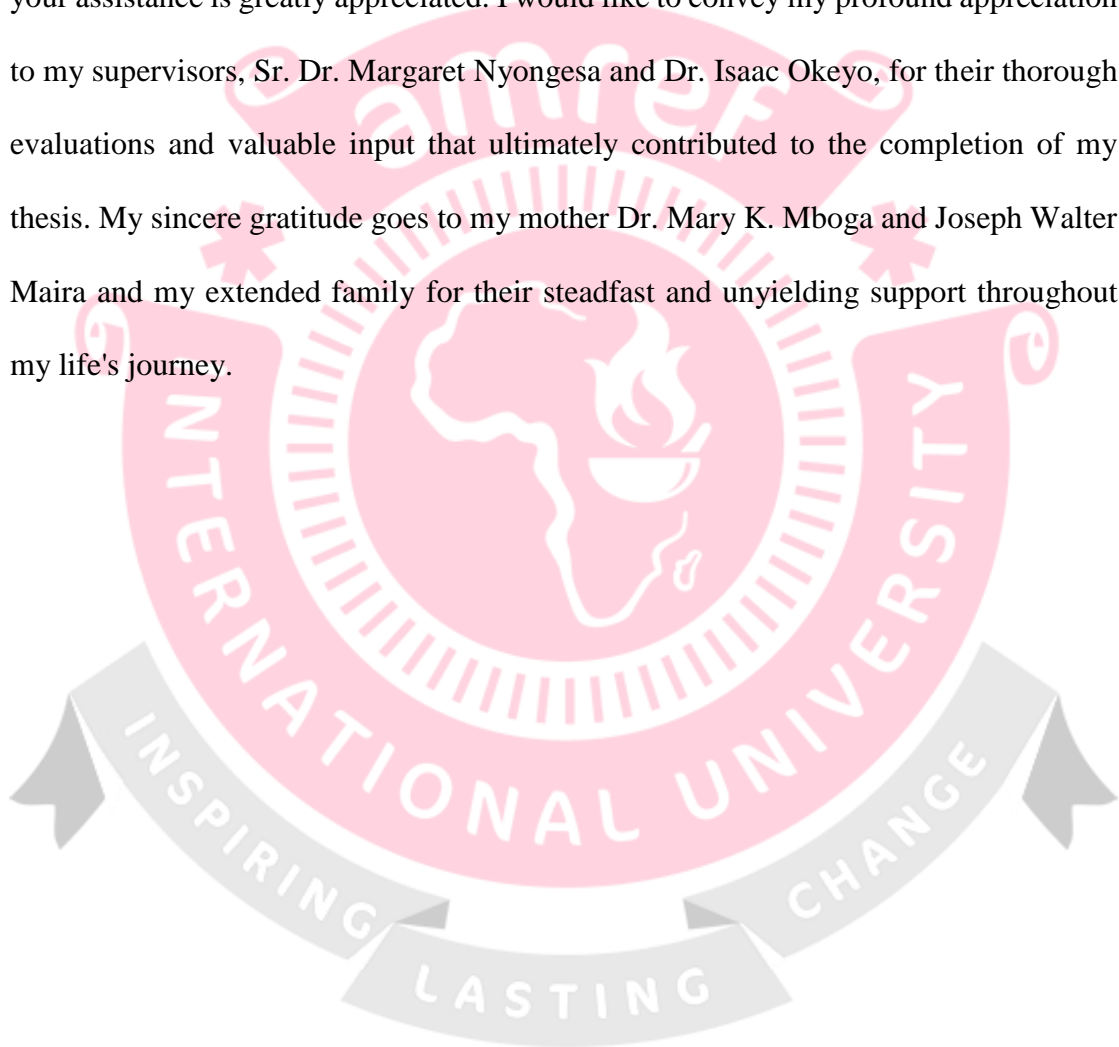 your assistance is greatly appreciated. I would like to convey my profound appreciation
to my supervisors, Sr. Dr. Margaret Nyongesa and Dr. Isaac Okeyo, for their thorough
evaluations and valuable input that ultimately contributed to the completion of my
thesis. My sincere gratitude goes to my mother Dr. Mary K. Mboga and Joseph Walter
Maira and my extended family for their steadfast and unyielding support throughout
my life's journey.
amref
INTERNATIONAL UNIVERSITY
INSPIRING
LASTING
CHANGE